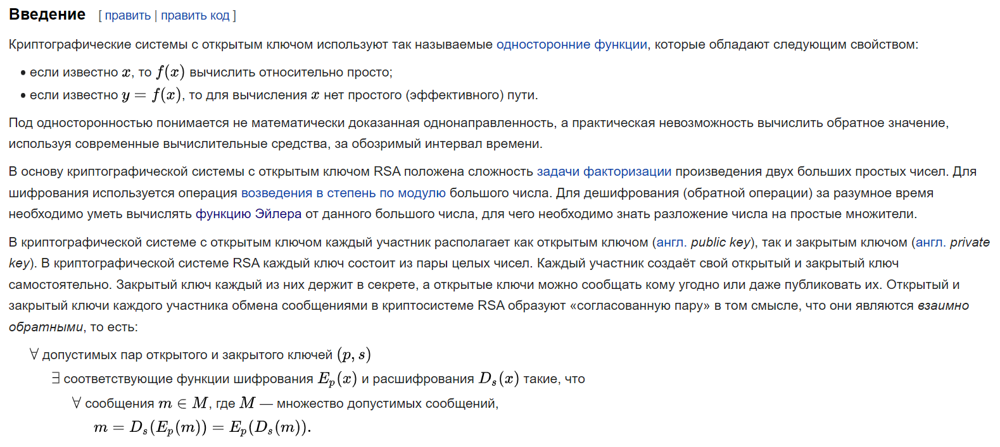 Введение [ править | править код ]
Криптографические системы с открытым ключом используют так называемые односторонние функции, которые обладают следующим свойством:
• если известно x, то f(x) вычислить относительно просто;
• если известно y = f(x), то для вычисления x нет простого (эффективного) пути.
Под односторонностью понимается не математически доказанная однонаправленность, а практическая невозможность вычислить обратное значение,
используя современные вычислительные средства, за обозримый интервал времени.
В основу криптографической системы с открытым ключом RSA положена сложность задачи факторизации произведения двух больших простых чисел. Для
шифрования используется операция возведения в степень по модулю большого числа. Для дешифрования (обратной операции) за разумное время
необходимо уметь вычислять функцию Эйлера от данного большого числа, для чего необходимо знать разложение числа на простые множители.
В криптографической системе с открытым ключом каждый участник располагает как открытым ключом (англ. public key), так и закрытым ключом (англ. private
key). В криптографической системе RSA каждый ключ состоит из пары целых чисел. Каждый участник создаёт свой открытый и закрытый ключ
самостоятельно. Закрытый ключ каждый из них держит в секрете, а открытые ключи можно сообщать кому угодно или даже публиковать их. Открытый и
закрытый ключи каждого участника обмена сообщениями в криптосистеме RSA образуют «согласованную пару» в том смысле, что они являются взаимно
обратными, то есть:
∀ допустимых пар открытого и закрытого ключей (p, s)
∃ соответствующие функции шифрования Eₚ(x) и расшифрования Dₛ(x) такие, что
∀ сообщения m ∈ M, где M — множество допустимых сообщений,
m = Dₛ(Eₚ(m)) = Eₚ(Dₛ(m)).